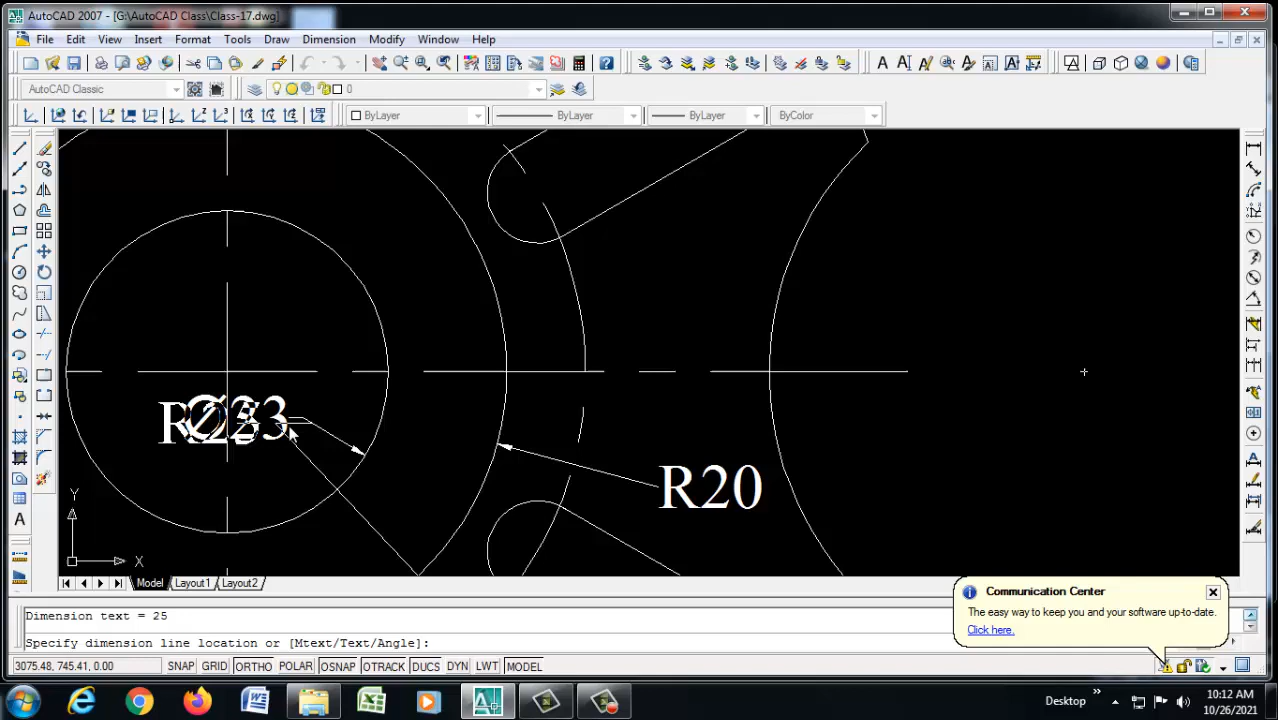 AutoCAD 2007 - [G:\AutoCAD Class\Class-17.dwg]
File Edit View Insert Format Tools Draw Dimension Modify Window Help
AutoCAD Classic
0
ByLayer ByLayer ByLayer ByColor
R25
Ø23
R20
Y
X
Model Layout1 Layout2
Dimension text = 25
Specify dimension line location or [Mtext/Text/Angle]:
Communication Center
The easy way to keep you and your software up-to-date.
Click here.
3075.48, 745.41, 0.00 SNAP GRID ORTHO POLAR OSNAP OTRACK DUCS DYN LWT MODEL
Desktop
10:12 AM
10/26/2021